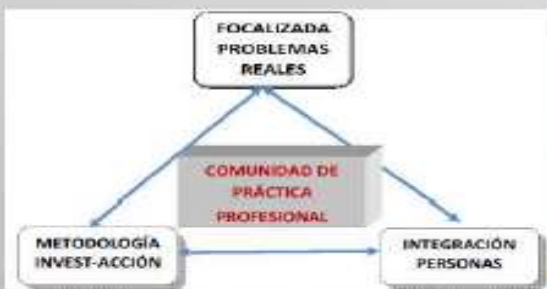 FOCALIZADA
PROBLEMAS
REALES
COMUNIDAD DE
PRÁCTICA
PROFESIONAL
METODOLOGÍA
INVEST-ACCIÓN
INTEGRACIÓN
PERSONAS